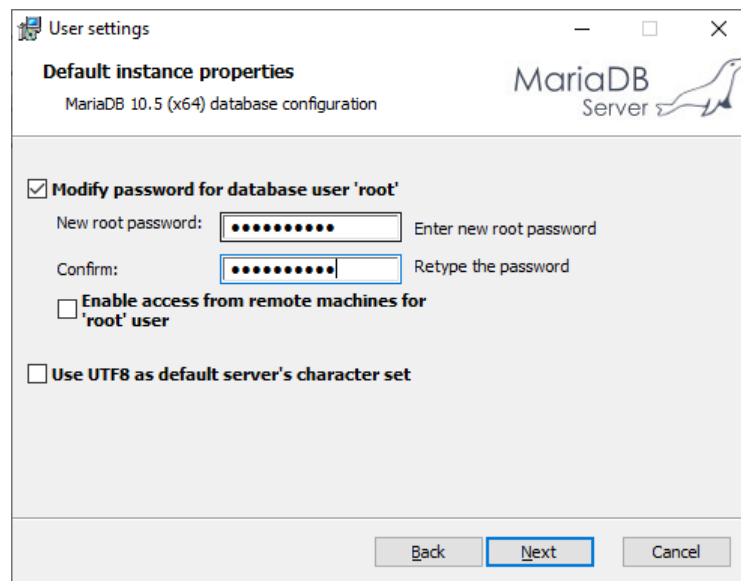 User settings
Default instance properties
MariaDB 10.5 (x64) database configuration
MariaDB
Server
Modify password for database user 'root'
New root password: ●●●●●●●●●● Enter new root password
Confirm: ●●●●●●●●●● Retype the password
Enable access from remote machines for
'root' user
Use UTF8 as default server's character set
Back Next Cancel